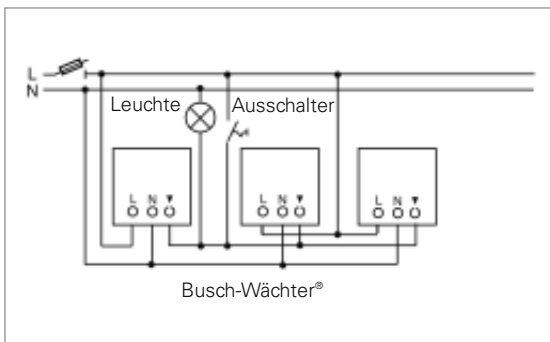 L
N
Leuchte Ausschalter
L N ▼ L N ▼ L N ▼
Busch-Wächter®